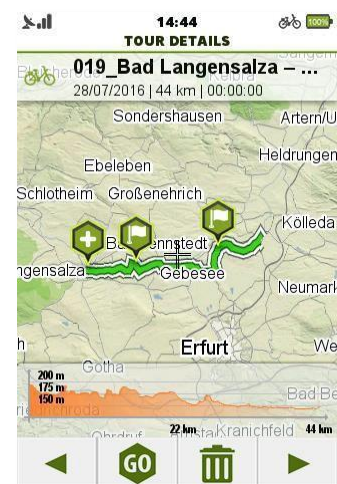 14:44
100%
TOUR DETAILS
019_Bad Langensalza – ...
28/07/2016 | 44 km | 00:00:00
Sondershausen
Artern/U
Heldrungen
Ebeleben
Schlotheim Großenehrich
Kölleda
ngensalza
Gebesee
Neumark
h
Erfurt
We
Gotha
200 m
175 m
150 m
Bad Be
22 km
Kranichfeld
44 km
GO